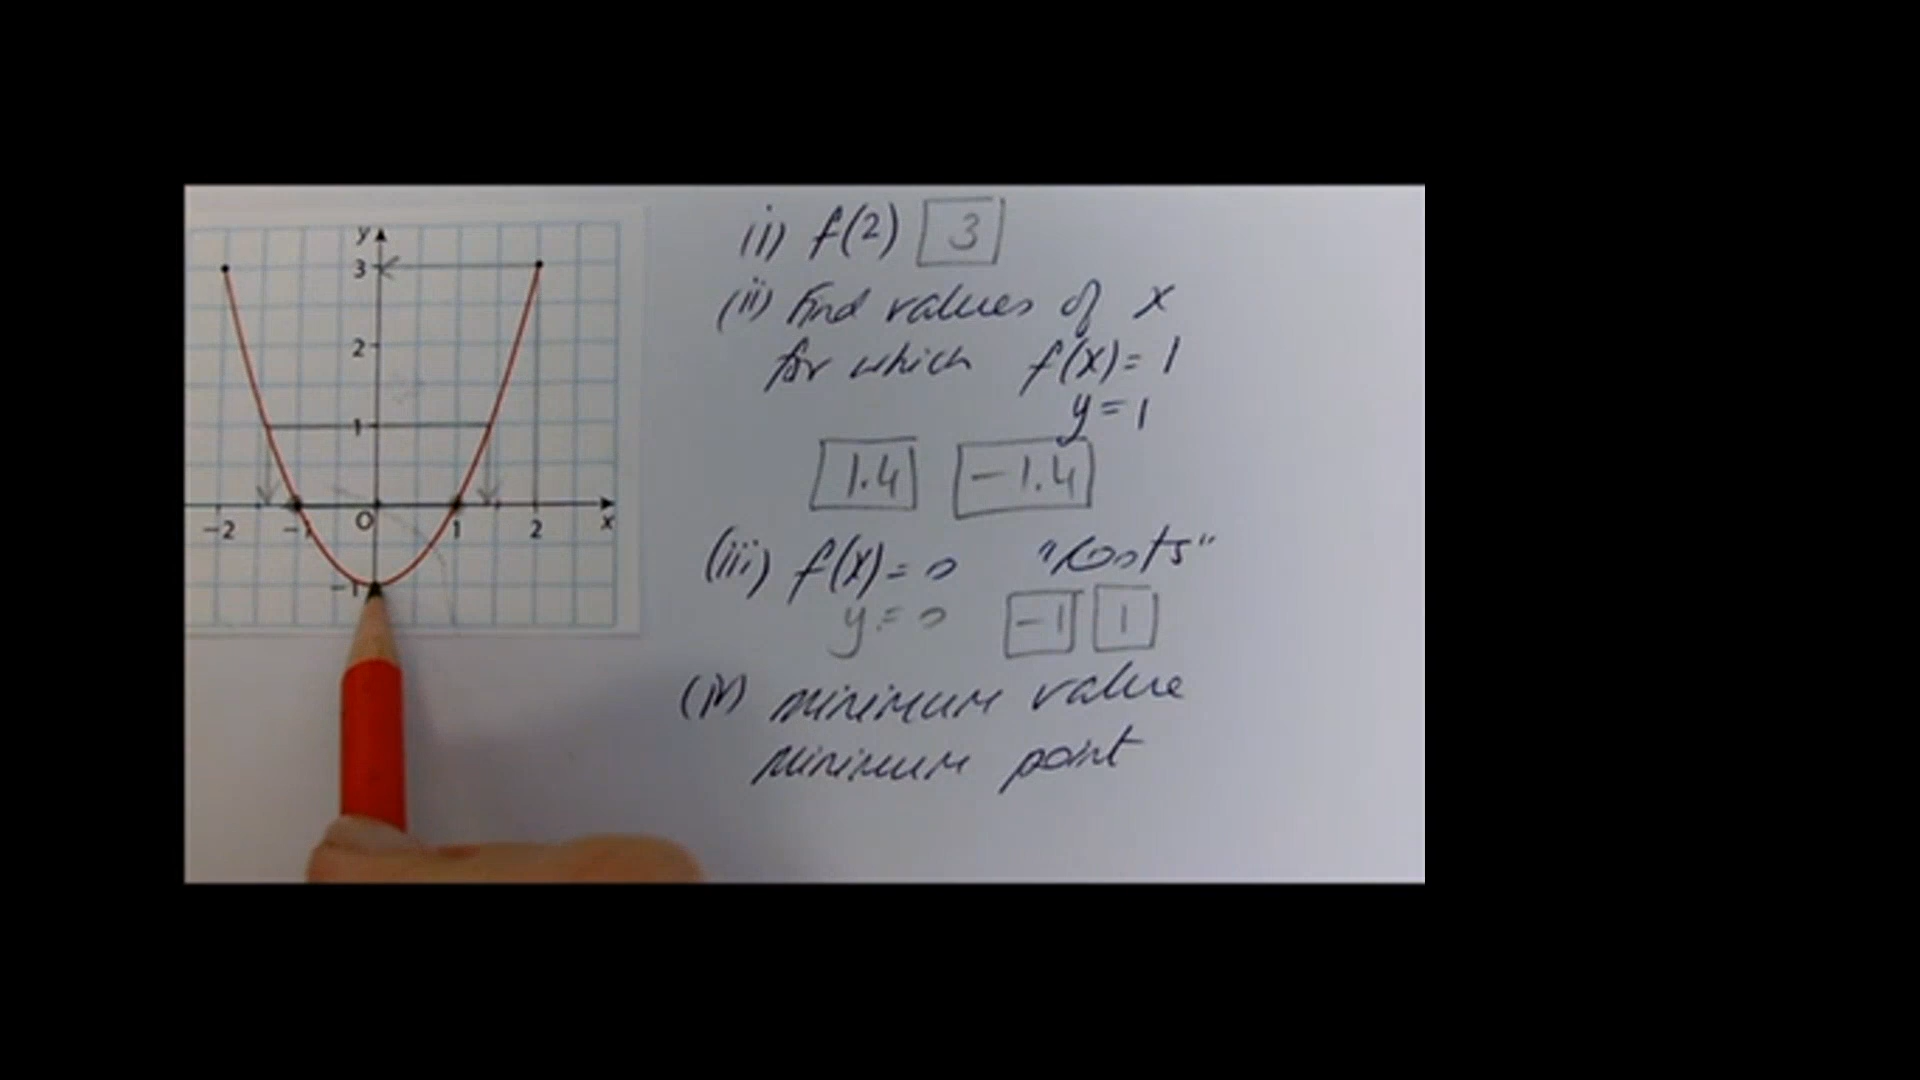 y
3
2
1
-2
-1
O
1
2
x
-1
(i) f(2) 3
(ii) Find values of x
for which f(x) = 1
y = 1
1.4 -1.4
(iii) f(x) = 0 "roots"
y = 0 -1 1
(iv) minimum value
minimum point